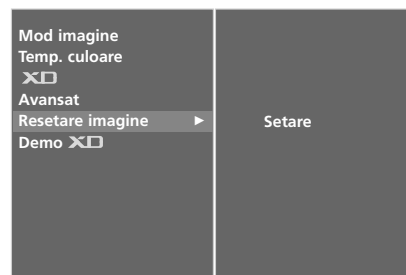 Mod imagine
Temp. culoare
XD
Avansat
Resetare imagine ►
Demo XD
Setare